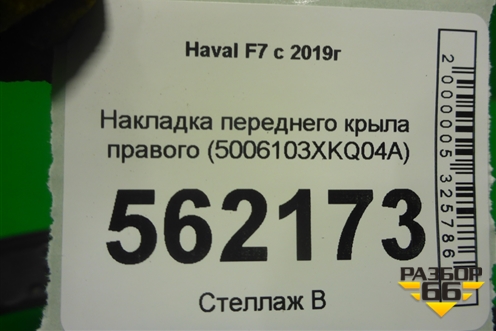 Haval F7 с 2019г
Накладка переднего крыла
правого (5006103XKQ04A)
562173
Стеллаж В
2000005325786
РАЗБОР
66